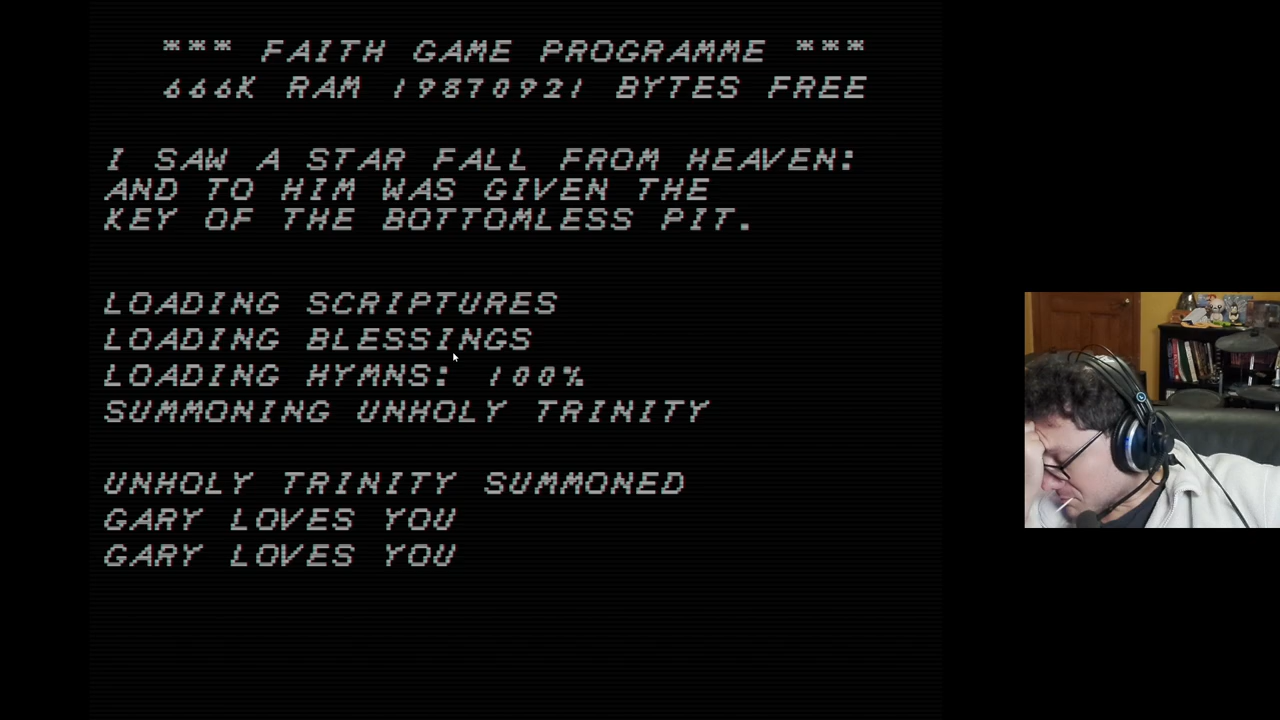 *** FAITH GAME PROGRAMME ***
666K RAM 19870921 BYTES FREE
I SAW A STAR FALL FROM HEAVEN:
AND TO HIM WAS GIVEN THE
KEY OF THE BOTTOMLESS PIT.
LOADING SCRIPTURES
LOADING BLESSINGS
LOADING HYMNS: 100%
SUMMONING UNHOLY TRINITY
UNHOLY TRINITY SUMMONED
GARY LOVES YOU
GARY LOVES YOU